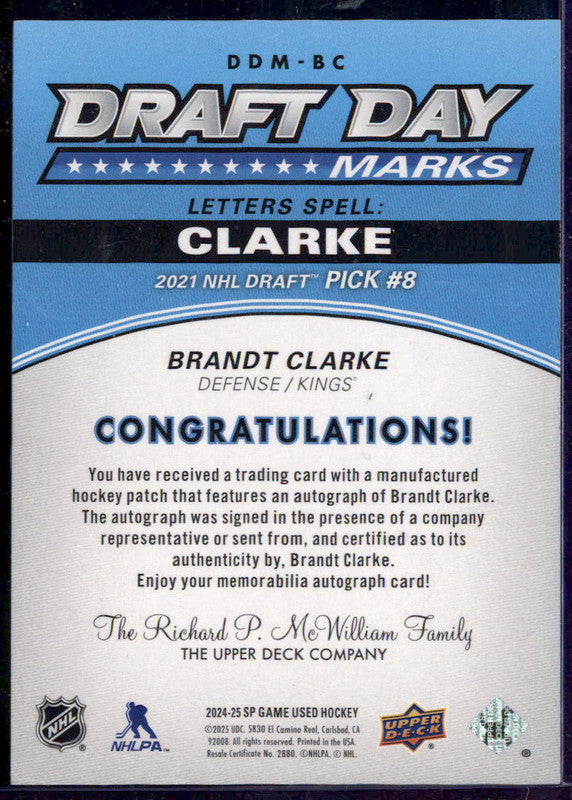 DDM-BC
DRAFT DAY
MARKS
LETTERS SPELL:
CLARKE
2021 NHL DRAFT™ PICK #8
BRANDT CLARKE
DEFENSE / KINGS®
CONGRATULATIONS!
You have received a trading card with a manufactured
hockey patch that features an autograph of Brandt Clarke.
The autograph was signed in the presence of a company
representative or sent from, and certified as to its
authenticity by, Brandt Clarke.
Enjoy your memorabilia autograph card!
The Richard P. McWilliam Family
THE UPPER DECK COMPANY
NHL
NHLPA™
2024-25 SP GAME USED HOCKEY
©2025 UDC. 5830 El Camino Real, Carlsbad, CA
92008. All rights reserved. Printed in the USA.
Resale Certificate No. 2880. ©NHLPA. © NHL.
UPPER
DECK
®